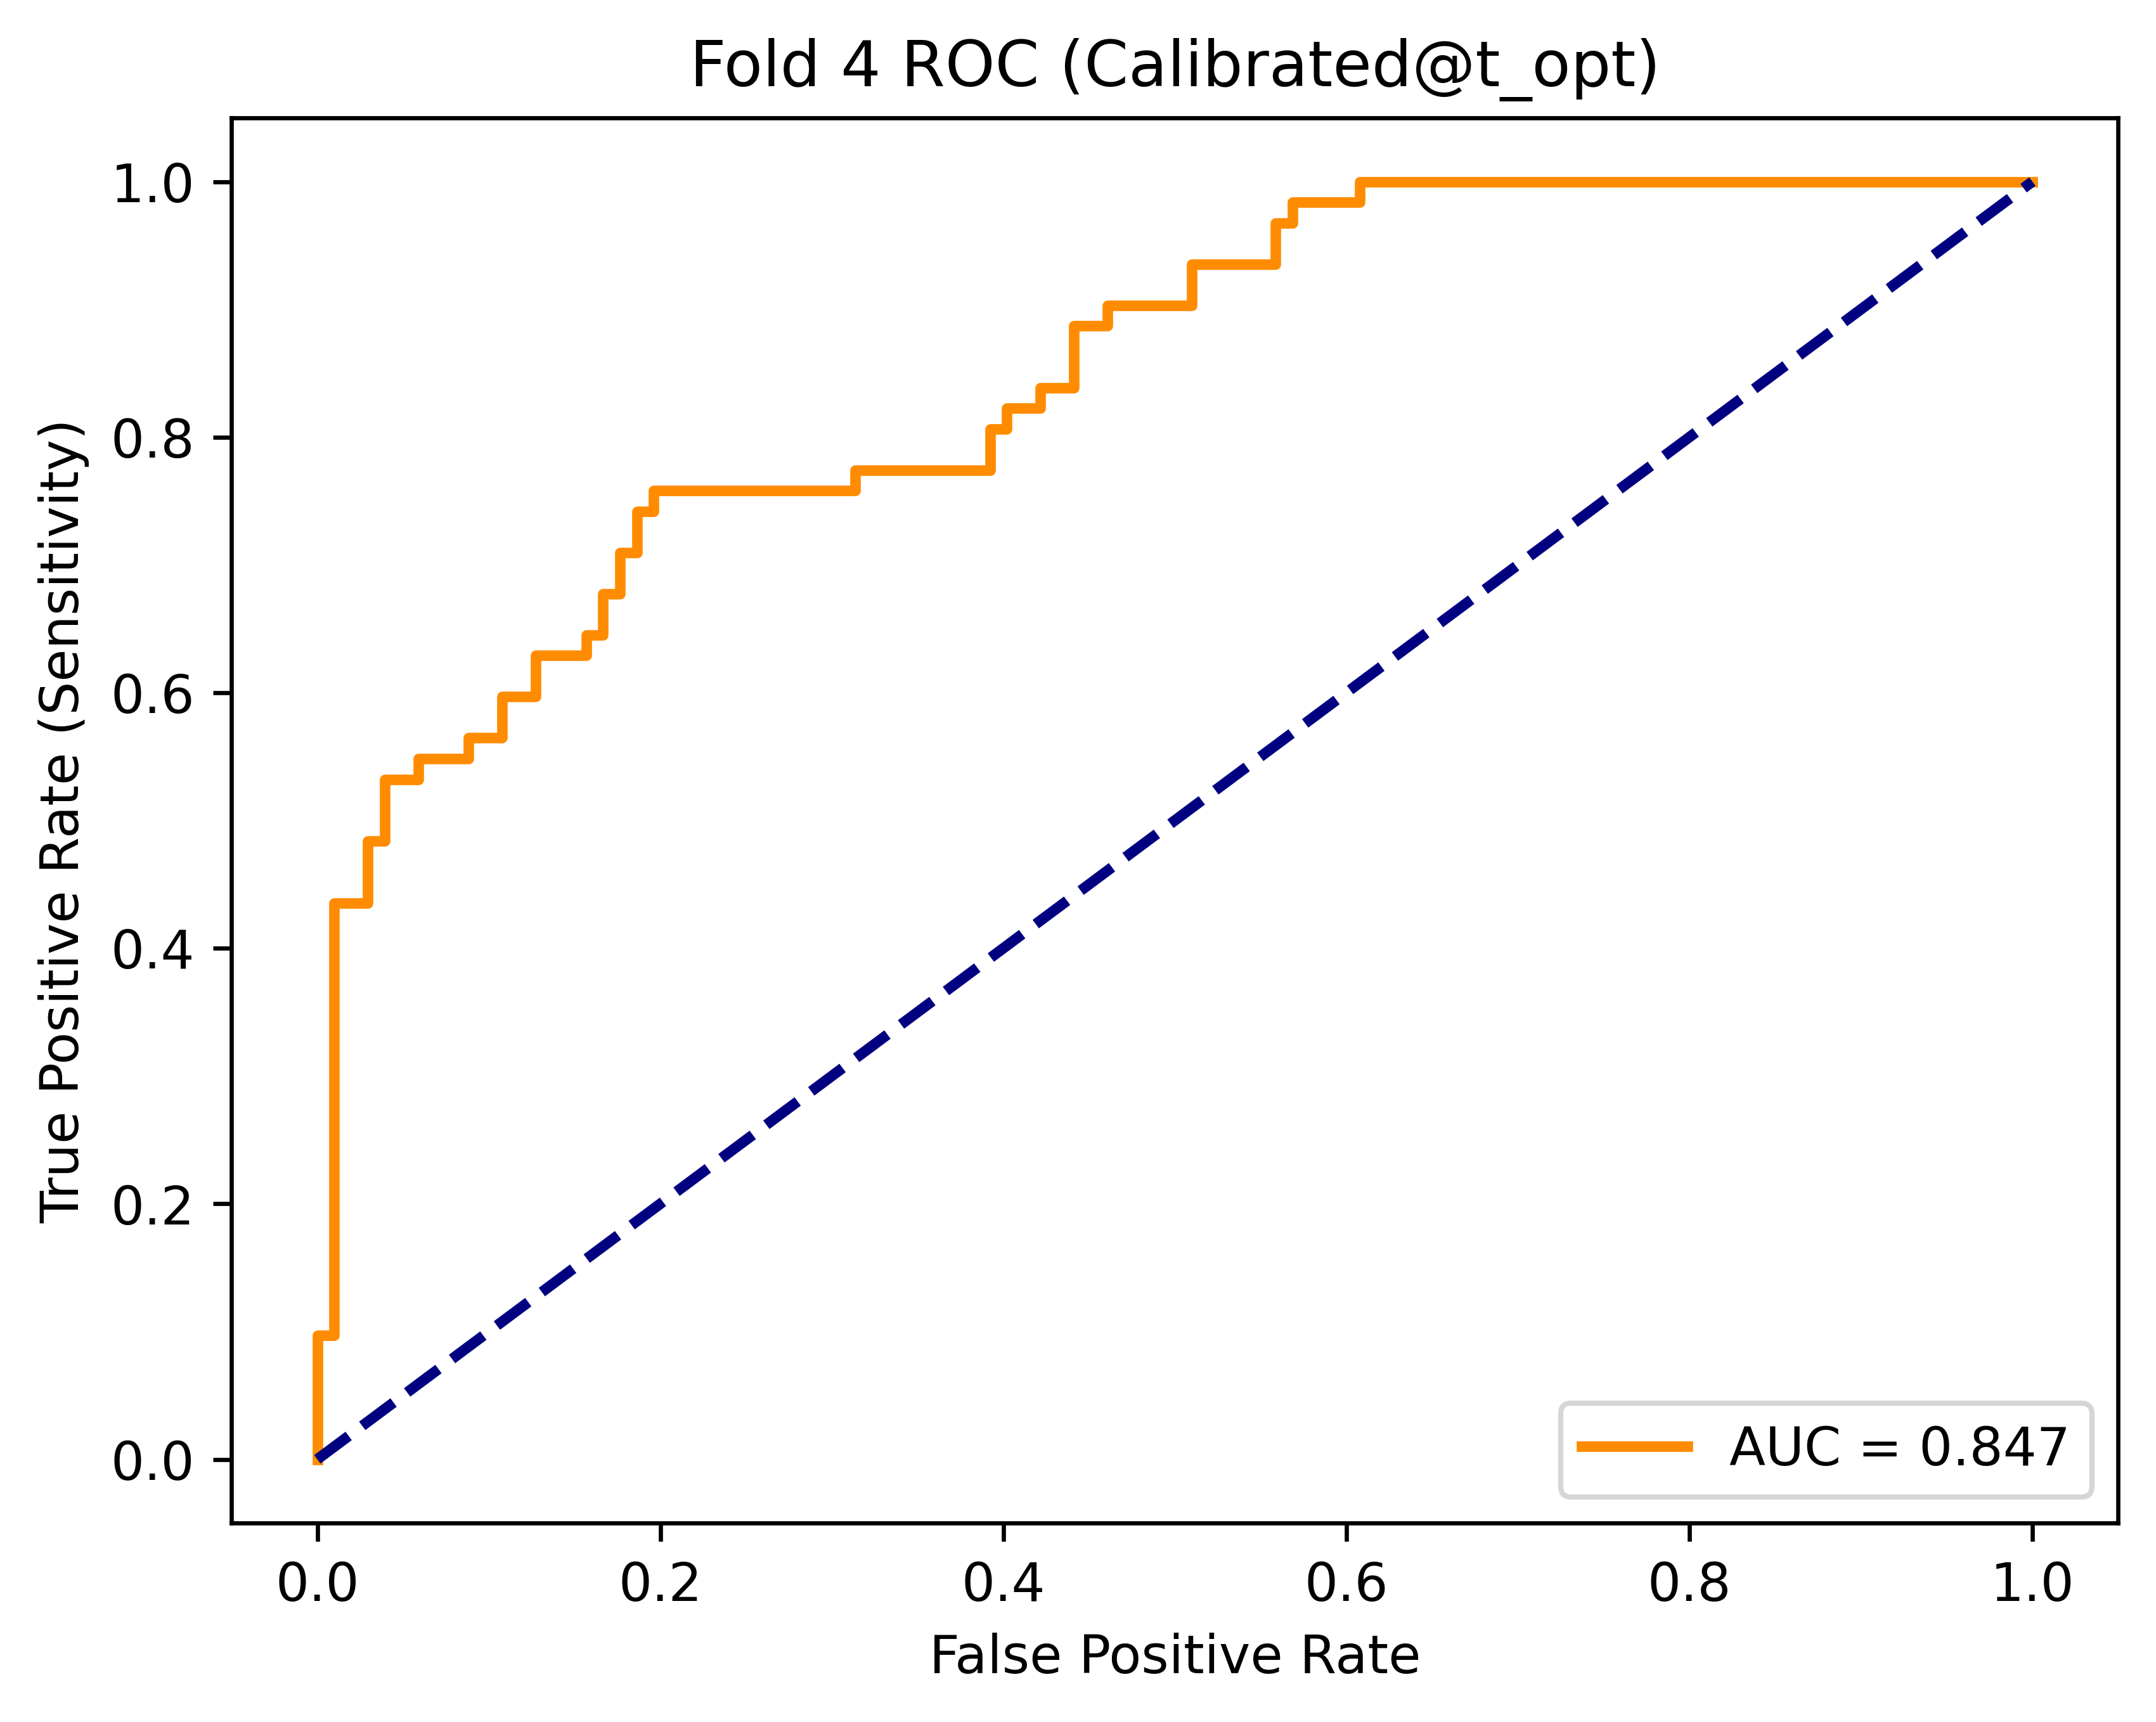 Fold 4 ROC (Calibrated@t_opt)
True Positive Rate (Sensitivity)
1.0
0.8
0.6
0.4
0.2
0.0
AUC = 0.847
0.0 0.2 0.4 0.6 0.8 1.0
False Positive Rate